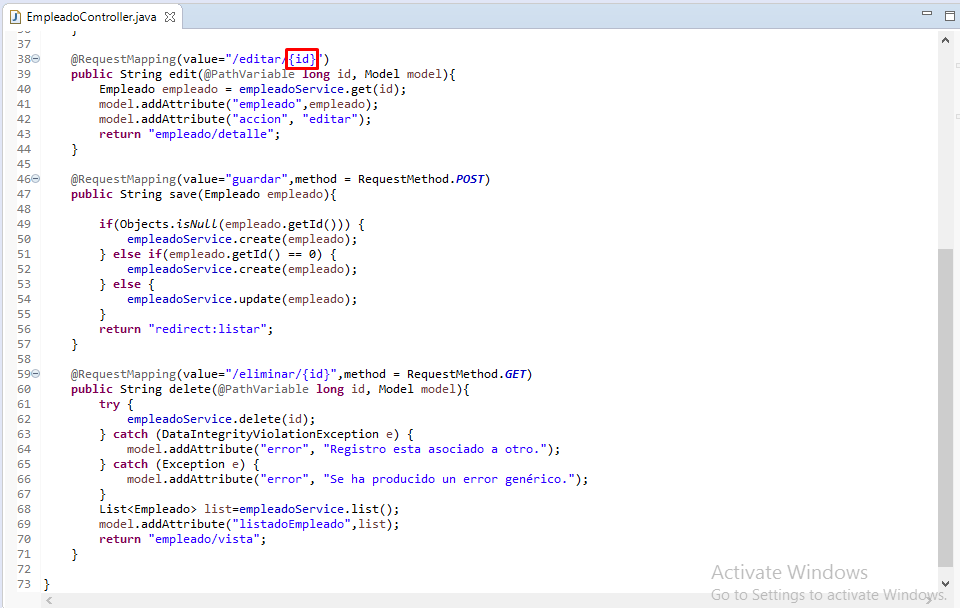 EmpleadoController.java
37
38 @RequestMapping(value="/editar/{id}")
39 public String edit(@PathVariable long id, Model model){
40 Empleado empleado = empleadoService.get(id);
41 model.addAttribute("empleado",empleado);
42 model.addAttribute("accion", "editar");
43 return "empleado/detalle";
44 }
45
46 @RequestMapping(value="guardar",method = RequestMethod.POST)
47 public String save(Empleado empleado){
48
49 if(Objects.isNull(empleado.getId())) {
50 empleadoService.create(empleado);
51 } else if(empleado.getId() == 0) {
52 empleadoService.create(empleado);
53 } else {
54 empleadoService.update(empleado);
55 }
56 return "redirect:listar";
57 }
58
59 @RequestMapping(value="/eliminar/{id}",method = RequestMethod.GET)
60 public String delete(@PathVariable long id, Model model){
61 try {
62 empleadoService.delete(id);
63 } catch (DataIntegrityViolationException e) {
64 model.addAttribute("error", "Registro esta asociado a otro.");
65 } catch (Exception e) {
66 model.addAttribute("error", "Se ha producido un error genérico.");
67 }
68 List<Empleado> list=empleadoService.list();
69 model.addAttribute("listadoEmpleado",list);
70 return "empleado/vista";
71 }
72
73 }
Activate Windows
Go to Settings to activate Windows.